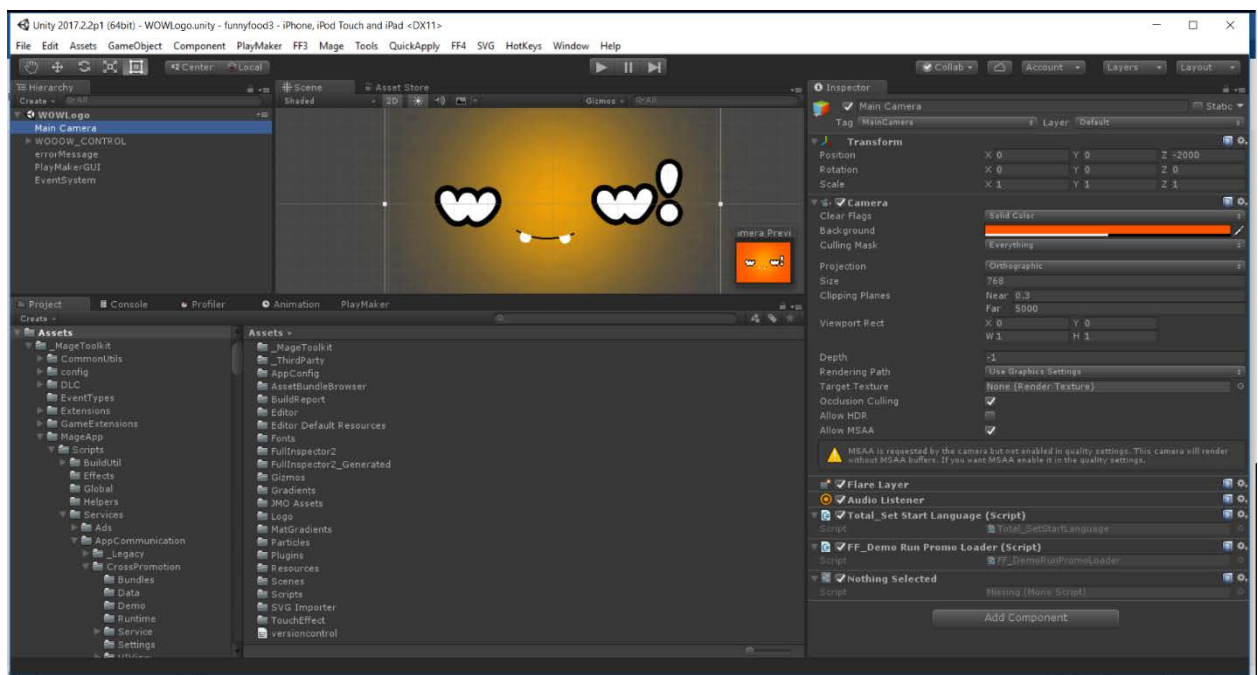 Unity 2017.2.2p1 (64bit) - WOWLogo.unity - funnyfood3 - iPhone, iPod Touch and iPad <DX11>
File Edit Assets GameObject Component PlayMaker FF3 Mage Tools QuickApply FF4 SVG HotKeys Window Help
Center Local Collab Account Layers Layout
Hierarchy
Create All
WOWLogo
Main Camera
WOOOW_CONTROL
errorMessage
PlayMakerGUI
EventSystem
Scene Asset Store
Shaded 2D Gizmos All
w w!
imera Previ
w w!
Project Console Profiler Animation PlayMaker
Create
Assets
_MageToolkit
CommonUtils
config
DLC
EventTypes
Extensions
GameExtensions
MageApp
Scripts
BuildUtil
Effects
Global
Helpers
Services
Ads
AppCommunication
_Legacy
CrossPromotion
Bundles
Data
Demo
Runtime
Service
Settings
Assets
_MageToolkit
_ThirdParty
AppConfig
AssetBundleBrowser
BuildReport
Editor
Editor Default Resources
Fonts
FullInspector2
FullInspector2_Generated
Gizmos
Gradients
JMO Assets
Logo
MatGradients
Particles
Plugins
Resources
Scenes
Scripts
SVG Importer
TouchEffect
versioncontrol
Inspector
Main Camera Static
Tag MainCamera Layer Default
Transform
Position X 0 Y 0 Z -2000
Rotation X 0 Y 0 Z 0
Scale X 1 Y 1 Z 1
Camera
Clear Flags Solid Color
Background
Culling Mask Everything
Projection Orthographic
Size 768
Clipping Planes Near 0.3
Far 5000
Viewport Rect X 0 Y 0
W 1 H 1
Depth -1
Rendering Path Use Graphics Settings
Target Texture None (Render Texture)
Occlusion Culling
Allow HDR
Allow MSAA
MSAA is requested by the camera but not enabled in quality settings. This camera will render
without MSAA buffers. If you want MSAA enable it in the quality settings.
Flare Layer
Audio Listener
Total_Set Start Language (Script)
Script Total_SetStartLanguage
FF_Demo Run Promo Loader (Script)
Script FF_DemoRunPromoLoader
Nothing Selected
Script Missing (Mono Script)
Add Component